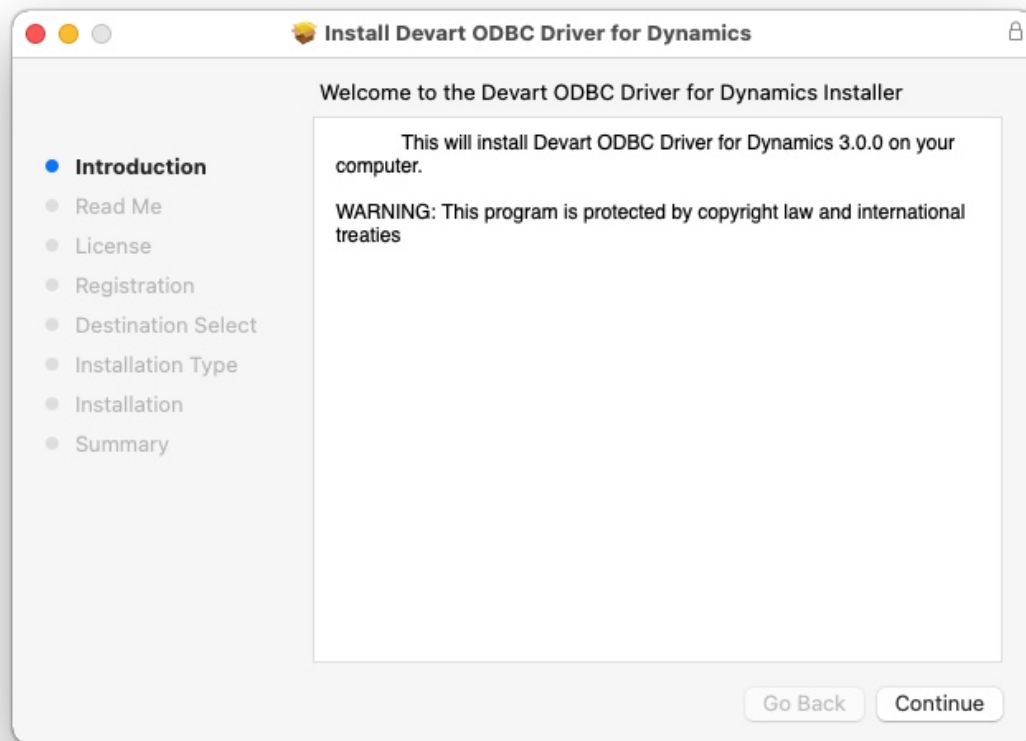 Install Devart ODBC Driver for Dynamics
Welcome to the Devart ODBC Driver for Dynamics Installer
Introduction
Read Me
License
Registration
Destination Select
Installation Type
Installation
Summary
This will install Devart ODBC Driver for Dynamics 3.0.0 on your
computer.
WARNING: This program is protected by copyright law and international
treaties
Go Back
Continue